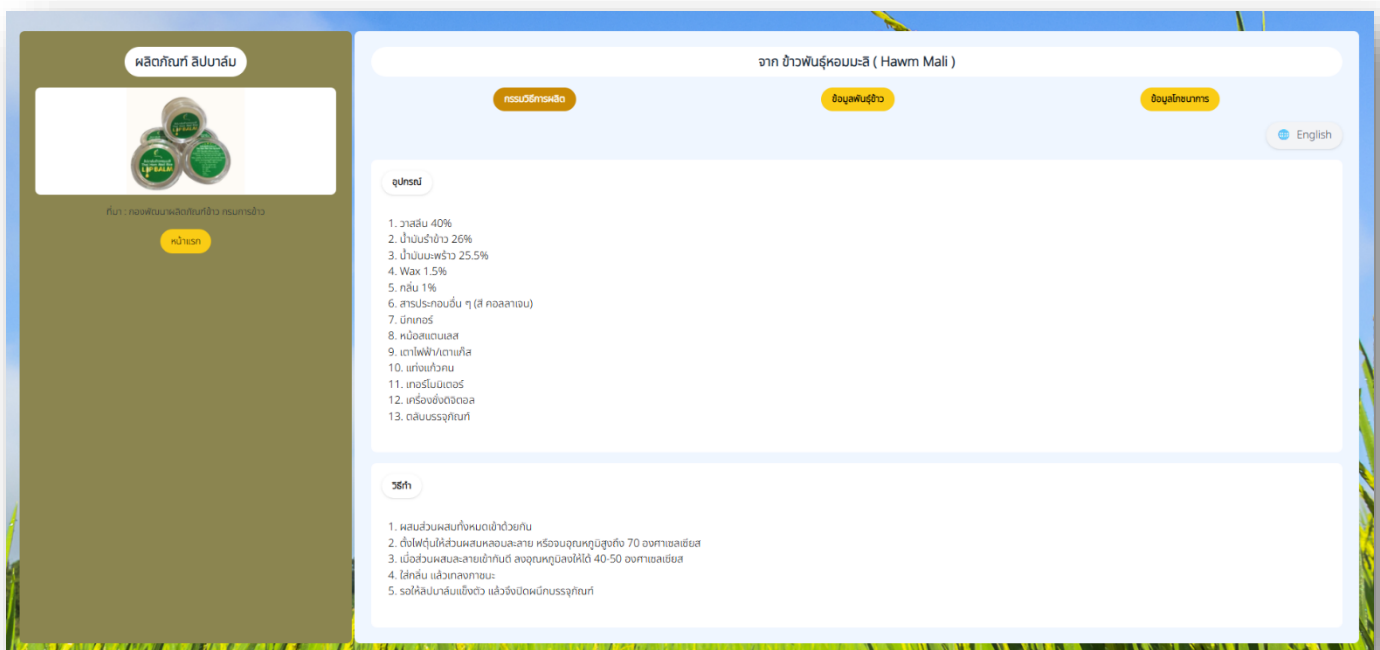 ผลิตภัณฑ์ ลิปบาล์ม
LIPBALM
ที่มา : กองพัฒนาผลิตภัณฑ์ข้าว กรมการข้าว
หน้าแรก
จาก ข้าวพันธุ์หอมมะลิ ( Hawm Mali )
กรรมวิธีการผลิต
ข้อมูลพันธุ์ข้าว
ข้อมูลโภชนาการ
English
อุปกรณ์
1. วาสลีน 40%
2. น้ำมันรำข้าว 26%
3. น้ำมันมะพร้าว 25.5%
4. Wax 1.5%
5. กลิ่น 1%
6. สารประกอบอื่น ๆ (สี คอลลาเจน)
7. บีกเกอร์
8. หม้อสแตนเลส
9. เตาไฟฟ้า/เตาแก๊ส
10. แท่งแก้วคน
11. เทอร์โมมิเตอร์
12. เครื่องชั่งดิจิตอล
13. ตลับบรรจุภัณฑ์
วิธีทำ
1. ผสมส่วนผสมทั้งหมดเข้าด้วยกัน
2. ตั้งไฟตุ๋นให้ส่วนผสมหลอมละลาย หรือจนอุณหภูมิสูงถึง 70 องศาเซลเซียส
3. เมื่อส่วนผสมละลายเข้ากันดี ลงอุณหภูมิลงให้ได้ 40-50 องศาเซลเซียส
4. ใส่กลิ่น แล้วเทลงภาชนะ
5. รอให้ลิปบาล์มแข็งตัว แล้วจึงปิดผนึกบรรจุภัณฑ์